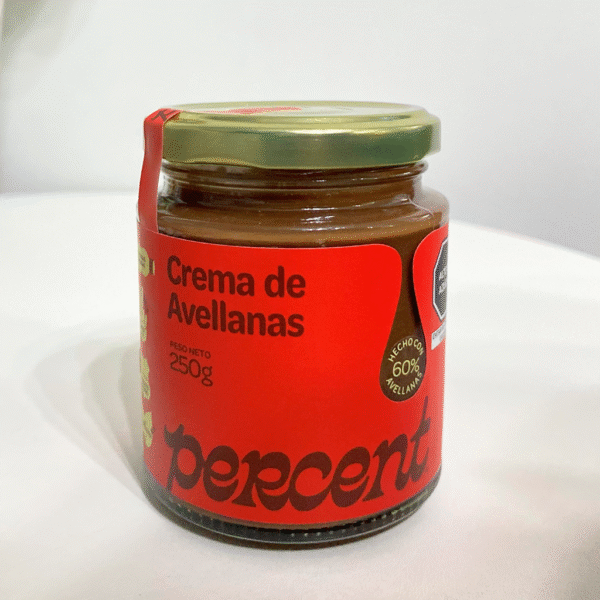 Crema de
Avellanas
PESO NETO
250g
HECHO CON
60%
AVELLANAS
percent